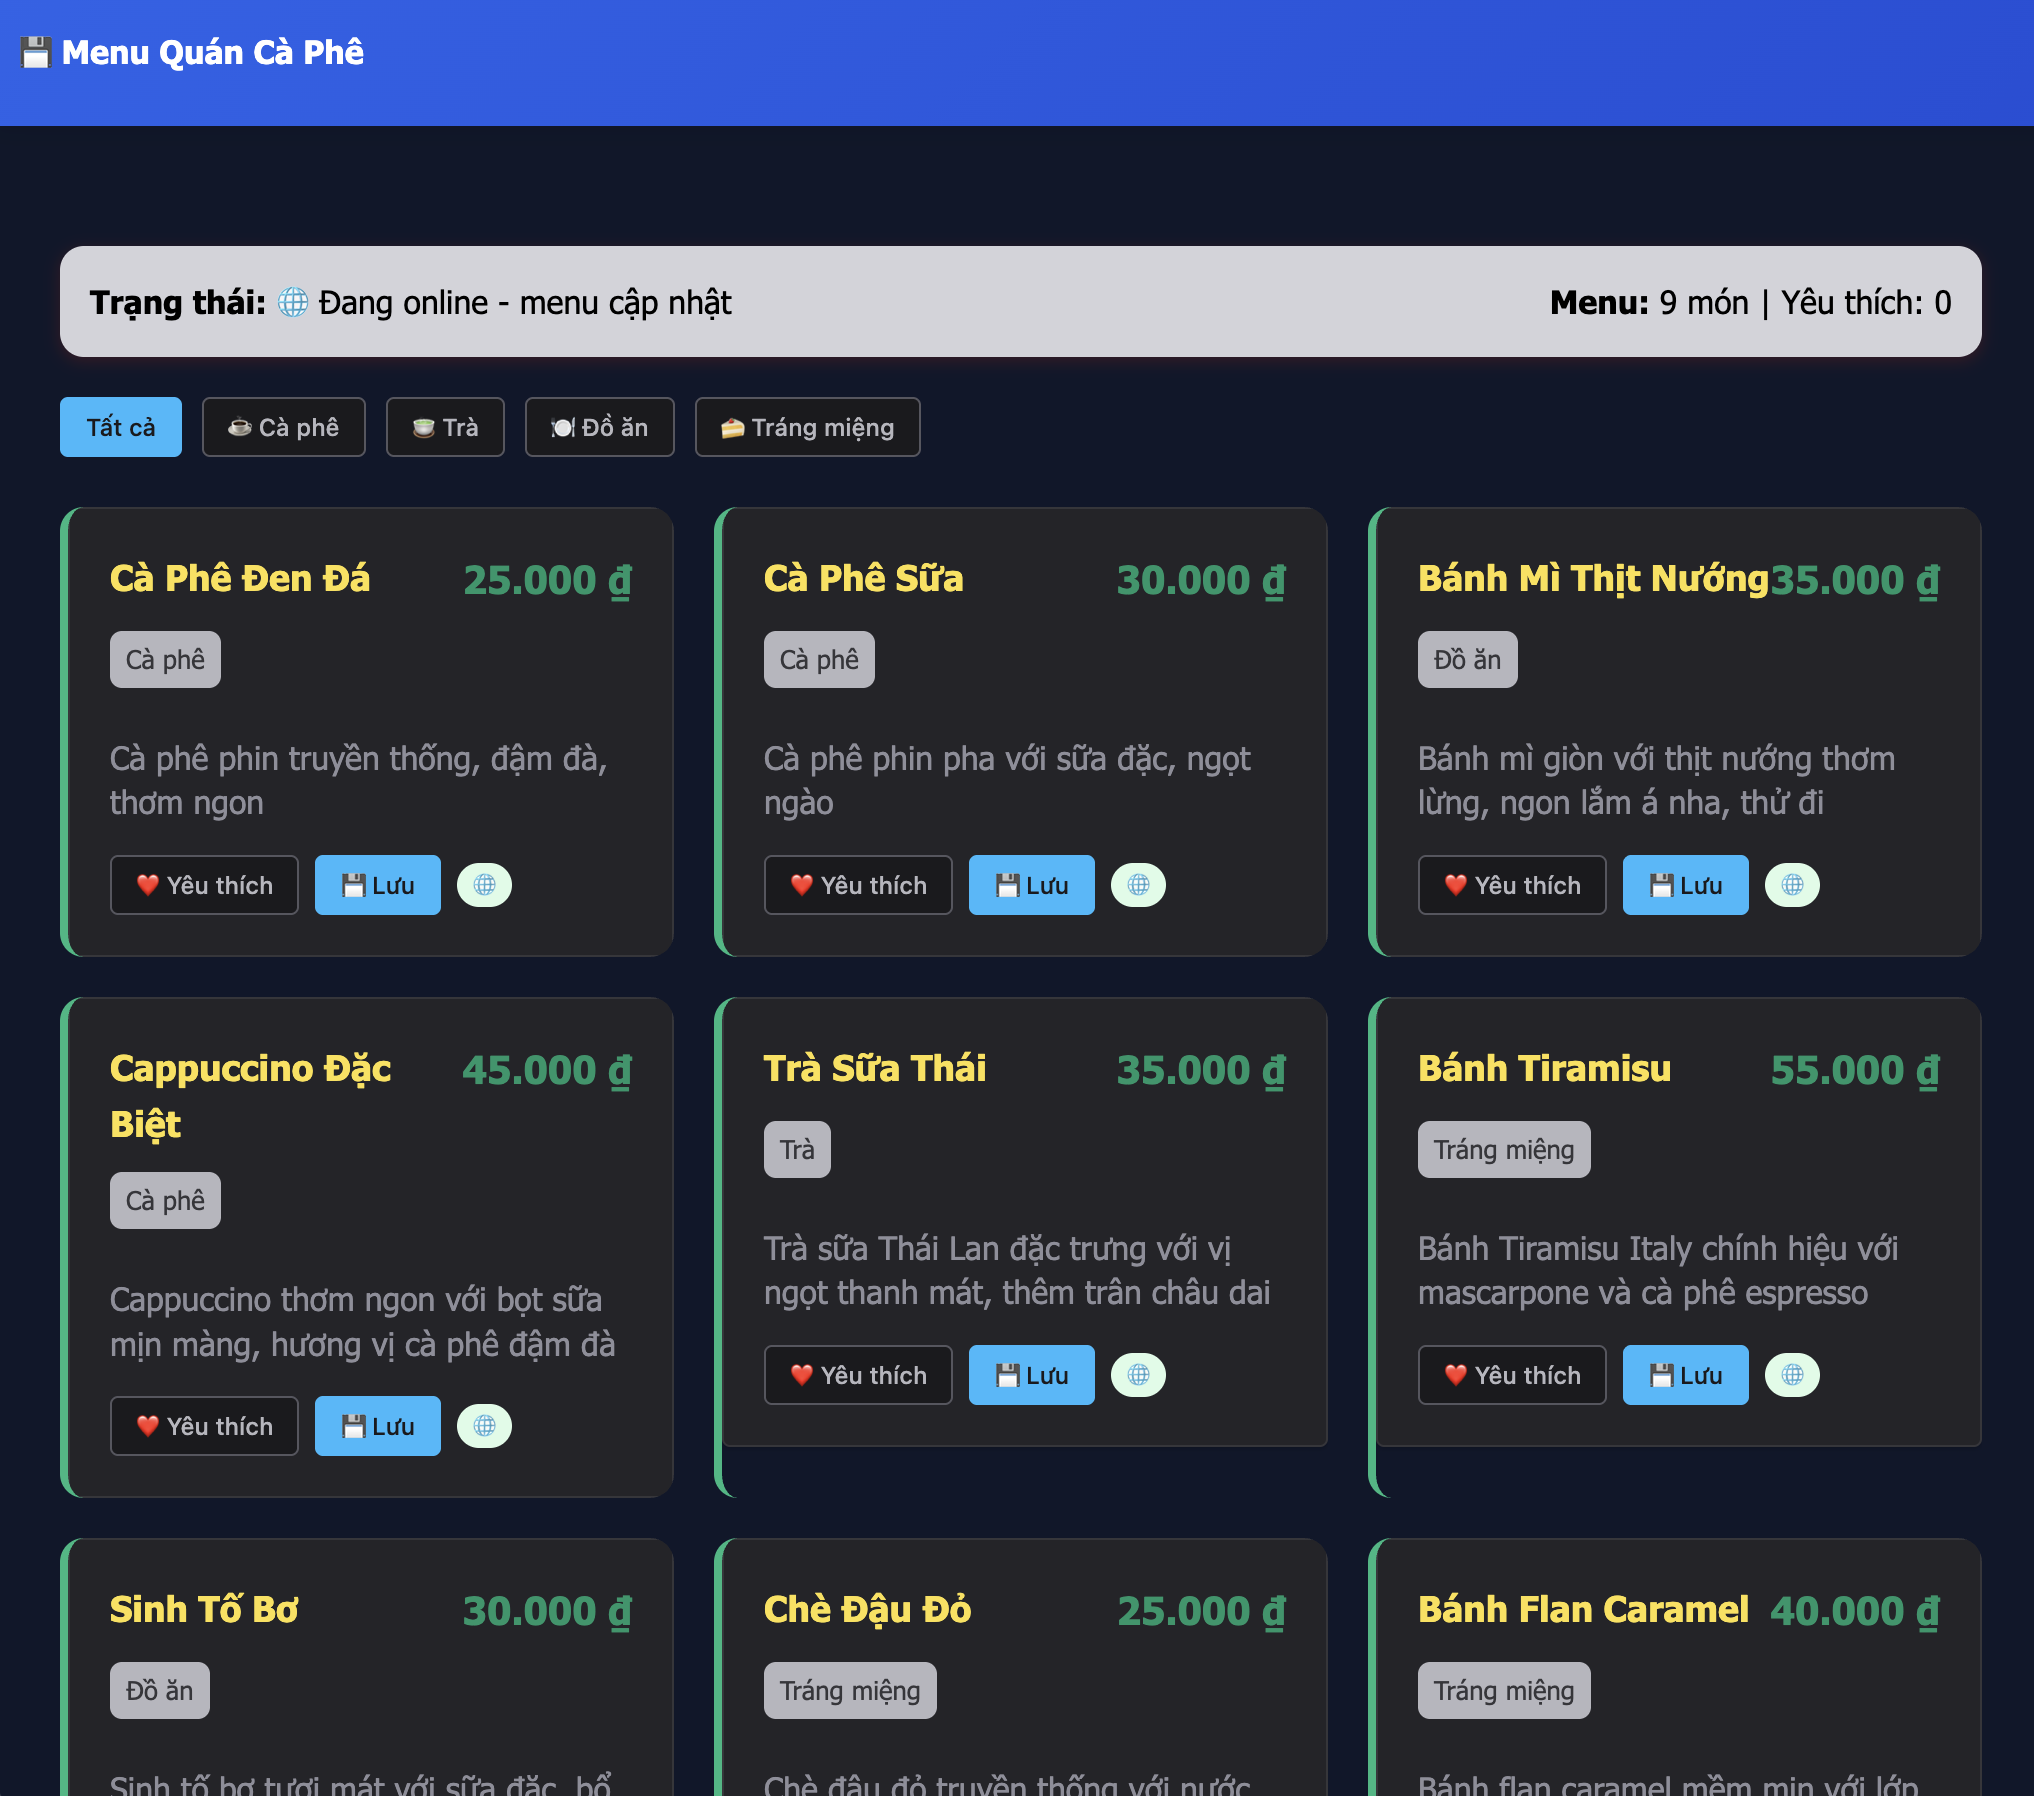 Menu Quán Cà Phê
Trạng thái: Đang online - menu cập nhật
Menu: 9 món | Yêu thích: 0
Tất cả
Cà phê
Trà
Đồ ăn
Tráng miệng
Cà Phê Đen Đá
25.000 ₫
Cà phê
Cà phê phin truyền thống, đậm đà,
thơm ngon
Yêu thích
Lưu
Cà Phê Sữa
30.000 ₫
Cà phê
Cà phê phin pha với sữa đặc, ngọt
ngào
Yêu thích
Lưu
Bánh Mì Thịt Nướng
35.000 ₫
Đồ ăn
Bánh mì giòn với thịt nướng thơm
lừng, ngon lắm á nha, thử đi
Yêu thích
Lưu
Cappuccino Đặc
Biệt
45.000 ₫
Cà phê
Cappuccino thơm ngon với bọt sữa
mịn màng, hương vị cà phê đậm đà
Yêu thích
Lưu
Trà Sữa Thái
35.000 ₫
Trà
Trà sữa Thái Lan đặc trưng với vị
ngọt thanh mát, thêm trân châu dai
Yêu thích
Lưu
Bánh Tiramisu
55.000 ₫
Tráng miệng
Bánh Tiramisu Italy chính hiệu với
mascarpone và cà phê espresso
Yêu thích
Lưu
Sinh Tố Bơ
30.000 ₫
Đồ ăn
Sinh tố bơ tươi mát với sữa đặc, bổ
Chè Đậu Đỏ
25.000 ₫
Tráng miệng
Chè đậu đỏ truyền thống với nước
Bánh Flan Caramel
40.000 ₫
Tráng miệng
Bánh flan caramel mềm mịn với lớp